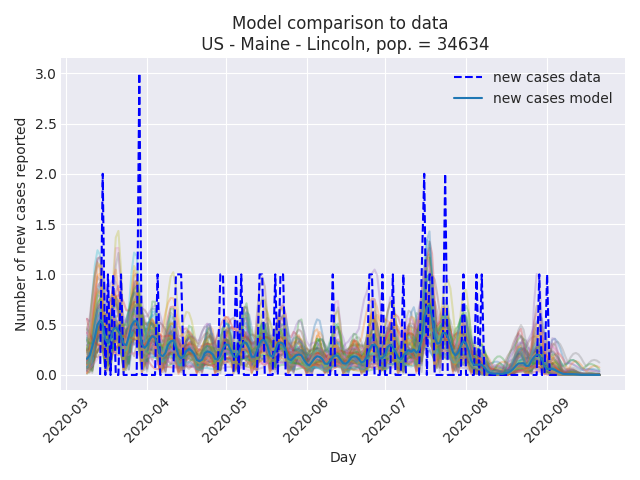 Model comparison to data
US - Maine - Lincoln, pop. = 34634
new cases data
new cases model
Number of new cases reported
3.0
2.5
2.0
1.5
1.0
0.5
0.0
2020-03
2020-04
2020-05
2020-06
2020-07
2020-08
2020-09
Day